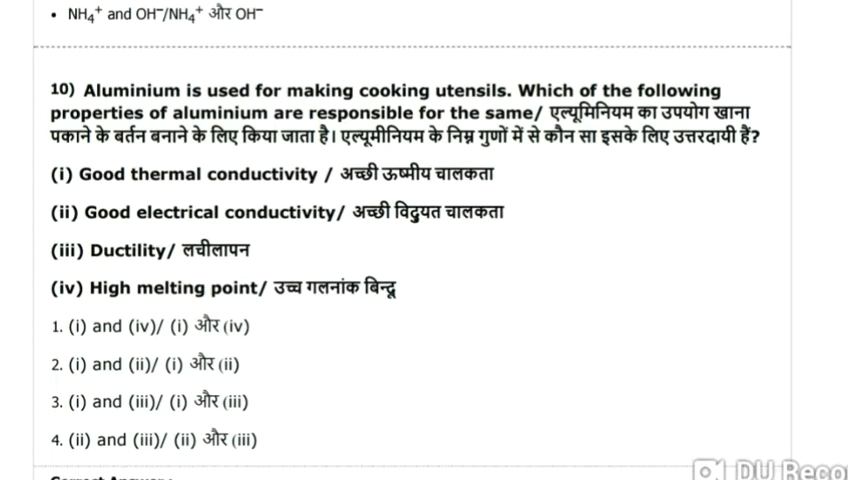 • NH₄⁺ and OH⁻/NH₄⁺ और OH⁻
10) Aluminium is used for making cooking utensils. Which of the following
properties of aluminium are responsible for the same/ एल्यूमिनियम का उपयोग खाना
पकाने के बर्तन बनाने के लिए किया जाता है। एल्यूमीनियम के निम्न गुणों में से कौन सा इसके लिए उत्तरदायी हैं?
(i) Good thermal conductivity / अच्छी ऊष्मीय चालकता
(ii) Good electrical conductivity/ अच्छी विद्युयत चालकता
(iii) Ductility/ लचीलापन
(iv) High melting point/ उच्च गलनांक बिन्दू
1. (i) and (iv)/ (i) और (iv)
2. (i) and (ii)/ (i) और (ii)
3. (i) and (iii)/ (i) और (iii)
4. (ii) and (iii)/ (ii) और (iii)
Correct Answer :
DU Reco